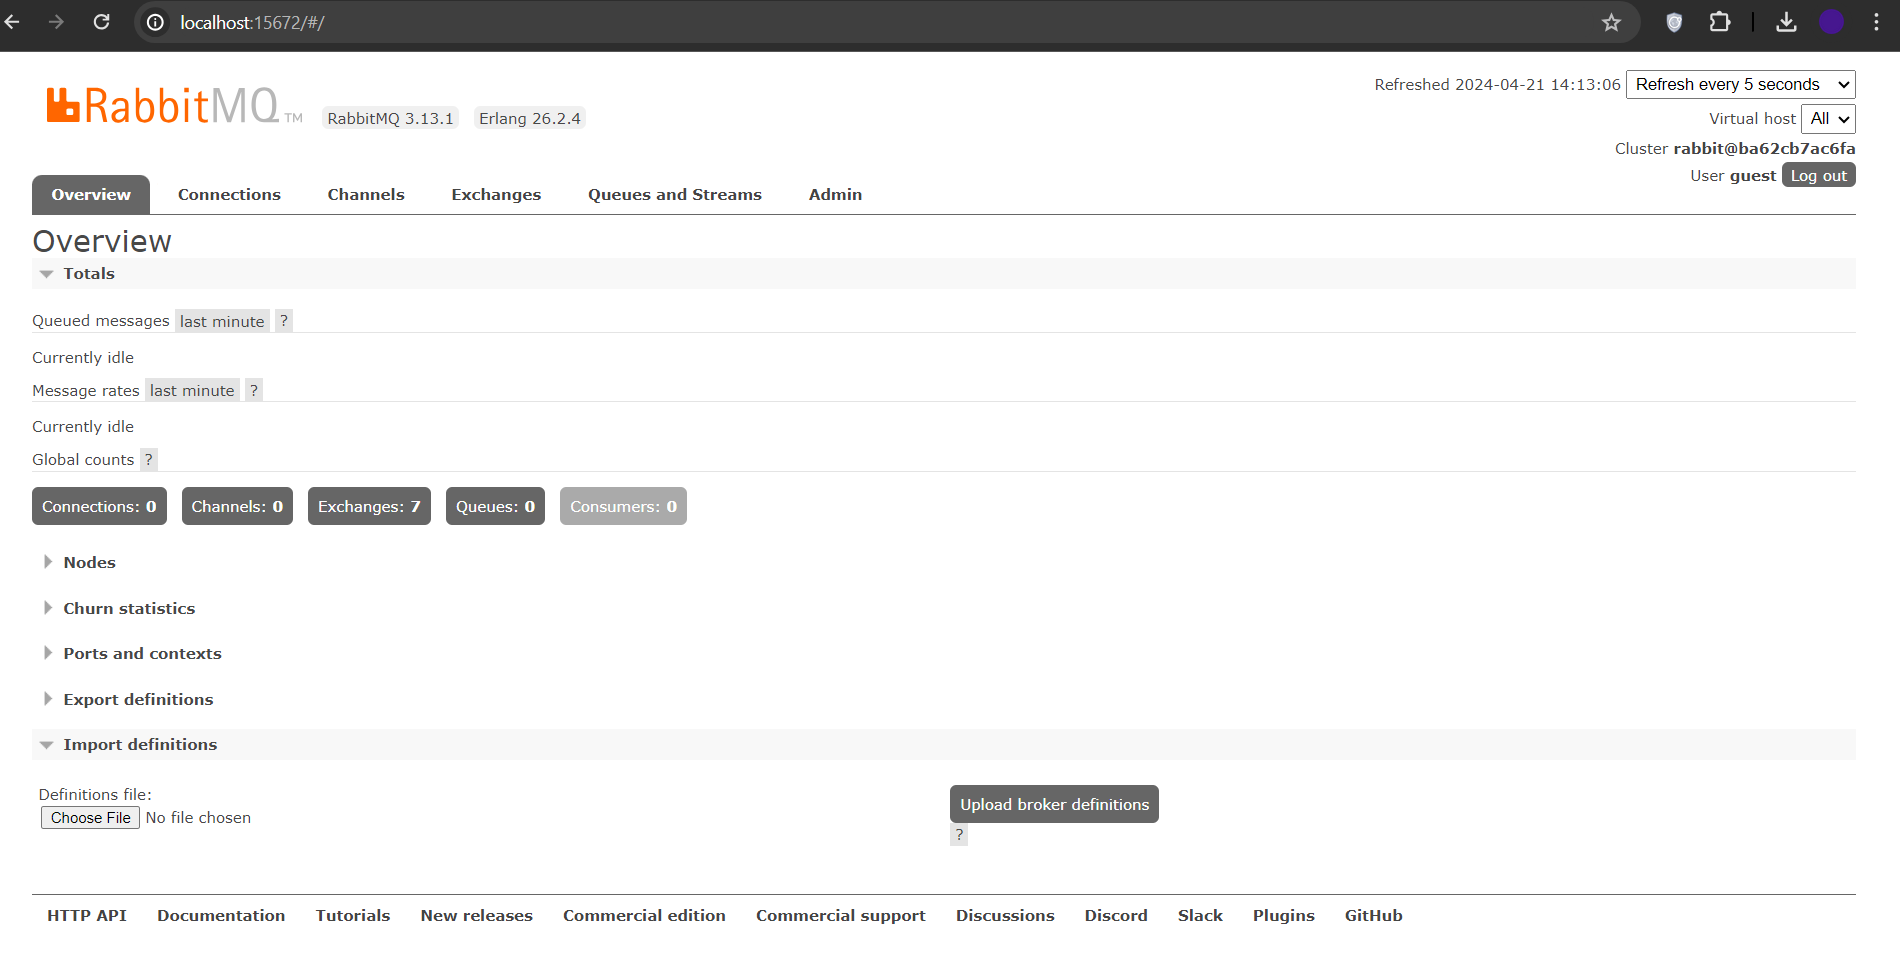 localhost:15672/#/
RabbitMQ TM RabbitMQ 3.13.1 Erlang 26.2.4
Refreshed 2024-04-21 14:13:06 Refresh every 5 seconds
Virtual host All
Cluster rabbit@ba62cb7ac6fa
User guest Log out
Overview Connections Channels Exchanges Queues and Streams Admin
Overview
Totals
Queued messages last minute ?
Currently idle
Message rates last minute ?
Currently idle
Global counts ?
Connections: 0 Channels: 0 Exchanges: 7 Queues: 0 Consumers: 0
Nodes
Churn statistics
Ports and contexts
Export definitions
Import definitions
Definitions file:
Choose File No file chosen
Upload broker definitions
?
HTTP API Documentation Tutorials New releases Commercial edition Commercial support Discussions Discord Slack Plugins GitHub